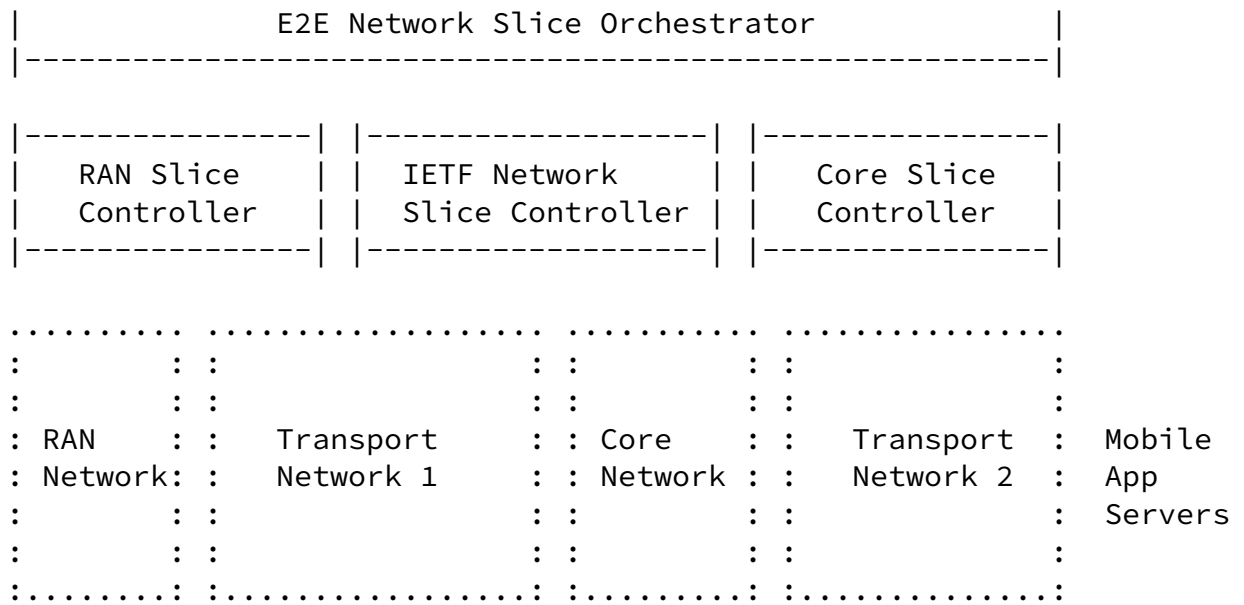 E2E Network Slice Orchestrator
RAN Slice IETF Network Core Slice
Controller Slice Controller Controller
RAN Transport Core Transport Mobile
Network Network 1 Network Network 2 App
Servers